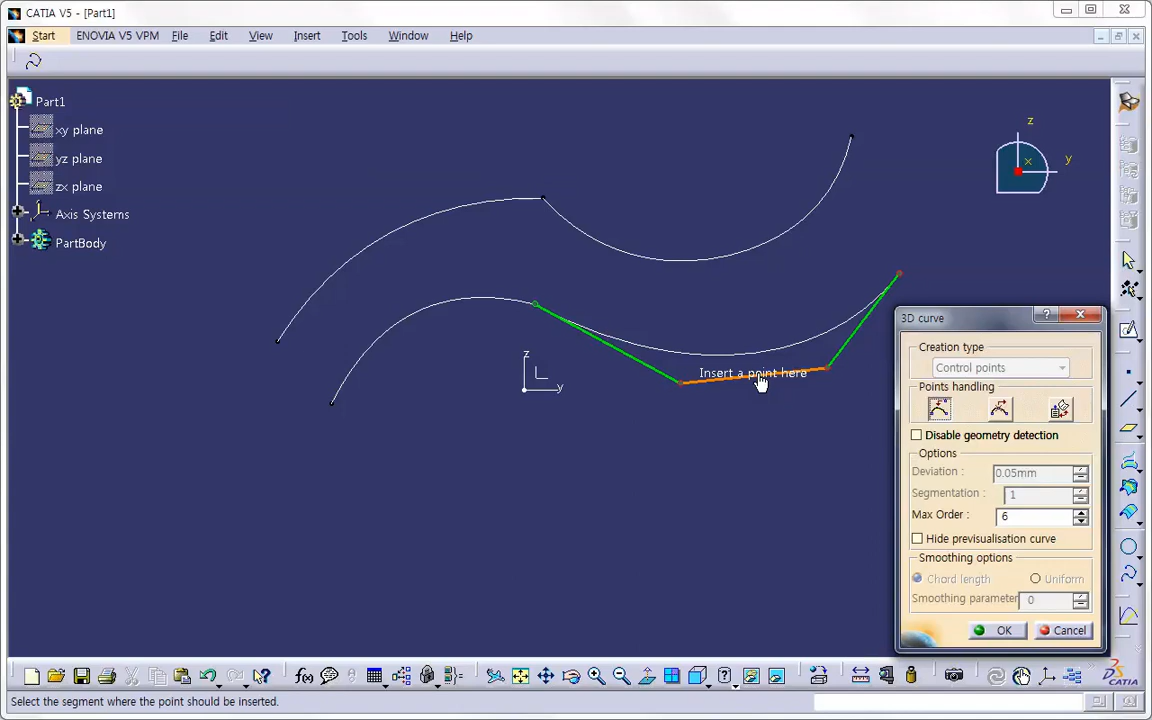 CATIA V5 - [Part1]
Start ENOVIA V5 VPM File Edit View Insert Tools Window Help
Part1
xy plane
yz plane
zx plane
Axis Systems
PartBody
z
y
x
z
y
Insert a point here
3D curve
Creation type
Control points
Points handling
Disable geometry detection
Options
Deviation : 0.05mm
Segmentation : 1
Max Order : 6
Hide previsualisation curve
Smoothing options
Chord length Uniform
Smoothing parameter 0
OK Cancel
f(x)
CATIA
Select the segment where the point should be inserted.